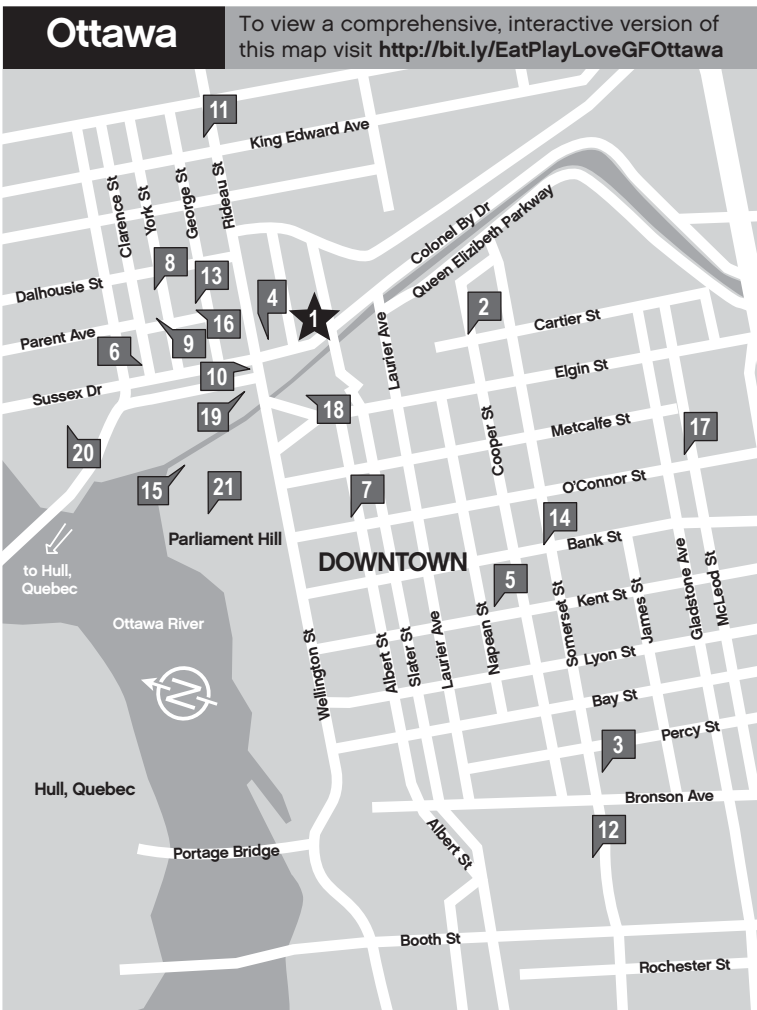 Ottawa
To view a comprehensive, interactive version of
this map visit http://bit.ly/EatPlayLoveGFOttawa
11
King Edward Ave
Clarence St
York St
George St
Rideau St
Colonel By Dr
Queen Elizibeth Parkway
Dalhousie St
8
13
4
1
2
Cartier St
Parent Ave
16
9
6
10
Laurier Ave
Elgin St
Sussex Dr
19
18
Metcalfe St
17
Cooper St
20
15
21
7
O'Connor St
14
Parliament Hill
DOWNTOWN
Bank St
to Hull,
Quebec
5
Kent St
Gladstone Ave
McLeod St
James St
Somerset St
Ottawa River
Wellington St
Albert St
Slater St
Laurier Ave
Napean St
Lyon St
N
Bay St
3
Percy St
Hull, Quebec
Bronson Ave
12
Albert St
Portage Bridge
Booth St
Rochester St